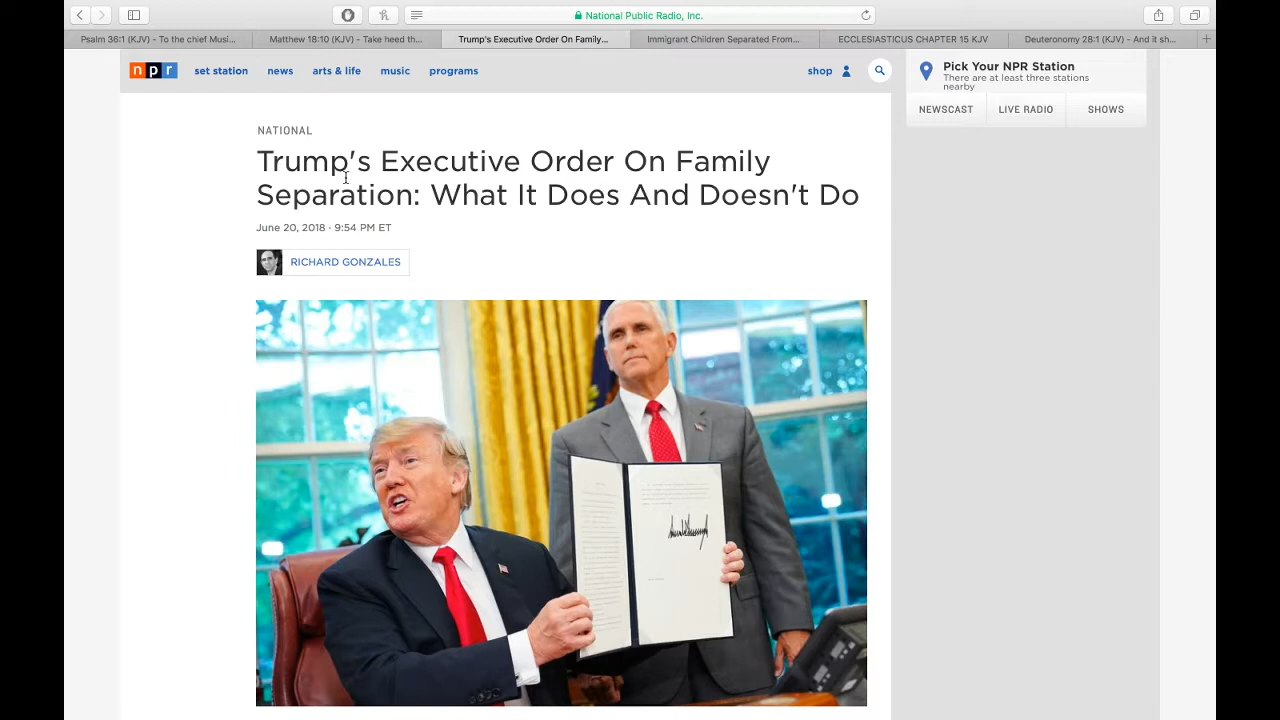 National Public Radio, Inc.
Psalm 36:1 (KJV) - To the chief Musi...
Matthew 18:10 (KJV) - Take heed th...
Trump's Executive Order On Family...
Immigrant Children Separated From...
ECCLESIASTICUS CHAPTER 15 KJV
Deuteronomy 28:1 (KJV) - And it sh...
npr
set station
news
arts & life
music
programs
shop
Pick Your NPR Station
There are at least three stations
nearby
NEWSCAST
LIVE RADIO
SHOWS
NATIONAL
Trump's Executive Order On Family
Separation: What It Does And Doesn't Do
June 20, 2018 · 9:54 PM ET
RICHARD GONZALES